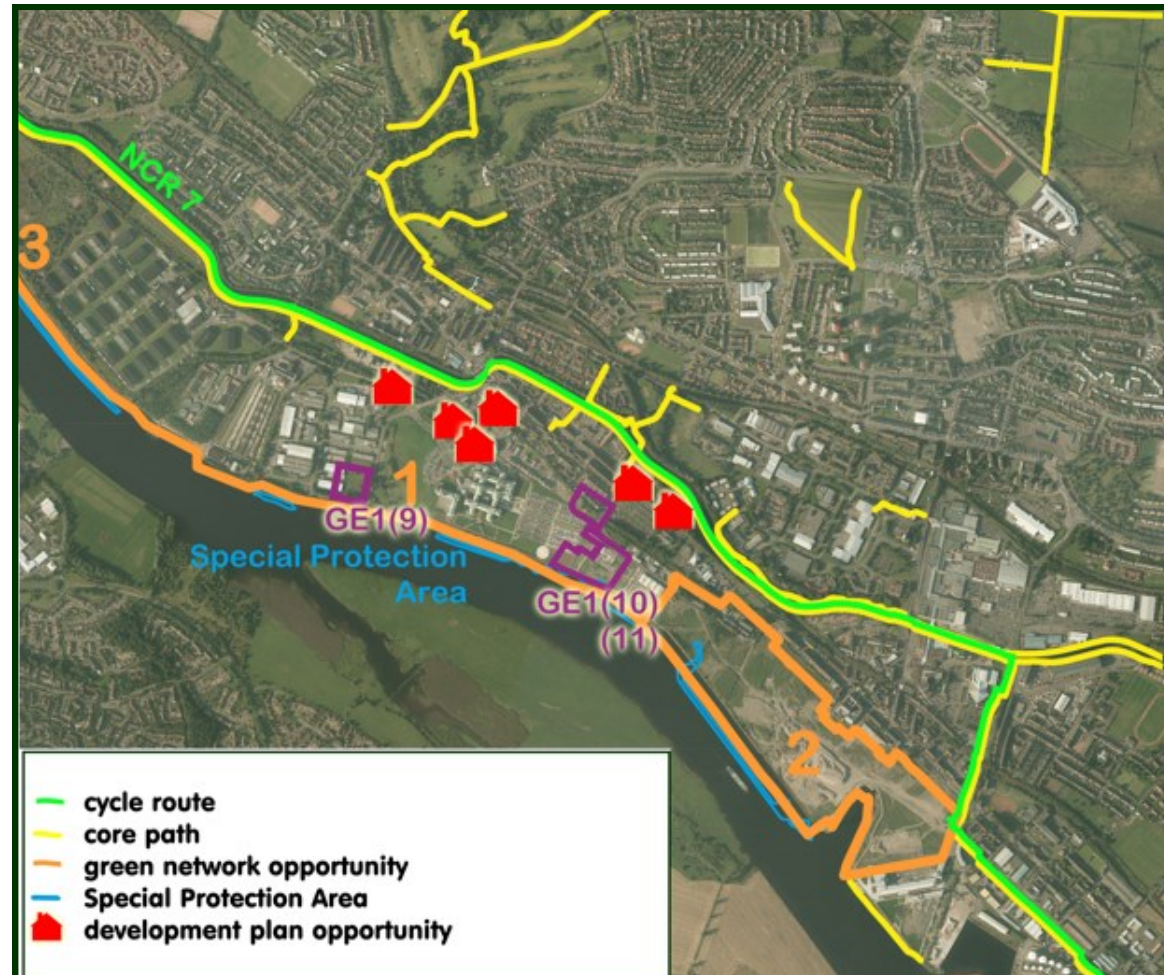 NCR 7
3
1
GE1(9)
Special Protection
Area
GE1(10)
(11)
2
cycle route
core path
green network opportunity
Special Protection Area
development plan opportunity